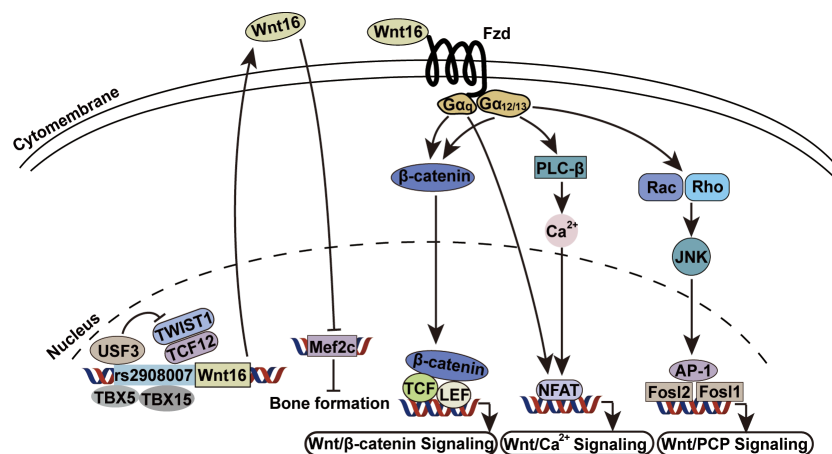 Wnt16
Wnt16
Fzd
Cytomembrane
Gαq
Gα12/13
β-catenin
PLC-β
Rac
Rho
Ca2+
JNK
Nucleus
TWIST1
USF3
TCF12
Mef2c
rs2908007
Wnt16
TBX5
TBX15
Bone formation
β-catenin
TCF
LEF
NFAT
AP-1
Fosl2
Fosl1
Wnt/β-catenin Signaling
Wnt/Ca2+ Signaling
Wnt/PCP Signaling